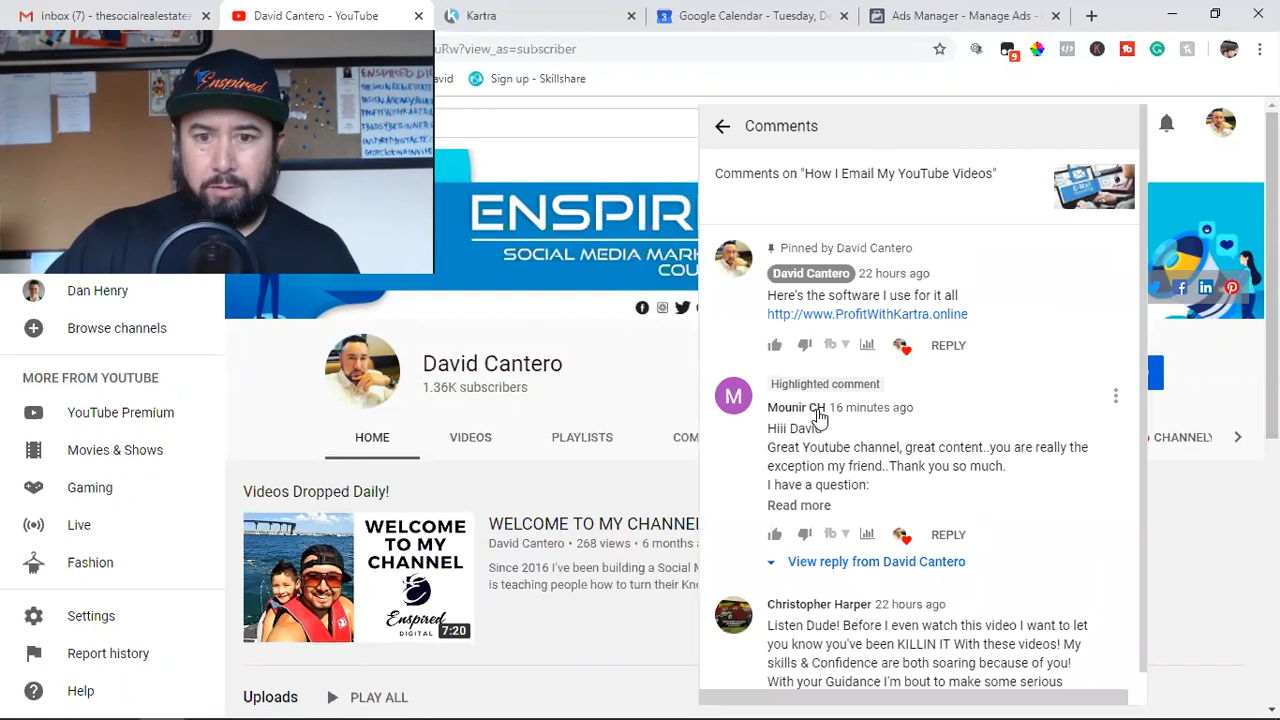 Inbox (16) - thesocialrealestate
David Cantero - YouTube
Kartra
Google Calendar - Tuesday, De
Ads Manager - Manage Ads -
uRw?view_as=subscriber
9
avid
Sign up - Skillshare
Enspired
ENSPIR
SOCIAL MEDIA MARK
COU
Dan Henry
Browse channels
MORE FROM YOUTUBE
YouTube Premium
Movies & Shows
Gaming
Live
Fashion
Settings
Report history
Help
David Cantero
1.36K subscribers
HOME
VIDEOS
PLAYLISTS
COM
CHANNELS
Videos Dropped Daily!
WELCOME
TO MY
CHANNEL
Enspired
DIGITAL
7:20
WELCOME TO MY CHANNEL
David Cantero • 268 views • 6 months a
Since 2016 I've been building a Social M
is teaching people how to turn their Kno
Uploads
PLAY ALL
Comments
Comments on "How I Email My YouTube Videos"
Pinned by David Cantero
David Cantero 22 hours ago
Here's the software I use for it all
http://www.ProfitWithKartra.online
REPLY
Highlighted comment
M
Mounir CH 16 minutes ago
Hiii David
Great Youtube channel, great content..you are really the
exception my friend..Thank you so much.
I have a question:
Read more
REPLY
View reply from David Cantero
Christopher Harper 22 hours ago
Listen Dude! Before I even watch this video I want to let
you know you've been KILLIN IT With these videos! My
skills & Confidence are both soaring because of you!
With your Guidance I'm bout to make some serious